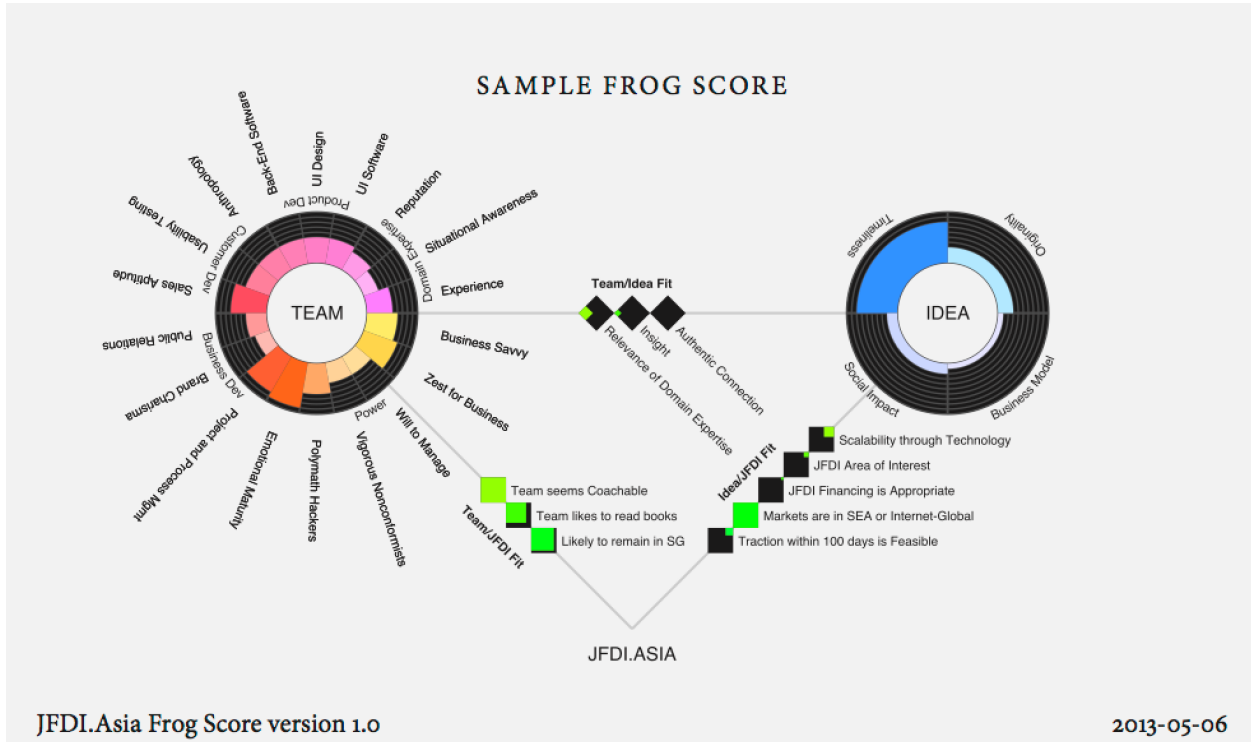 SAMPLE FROG SCORE
Back-End Software
UI Design
UI Software
Anthropology
Reputation
Usability Testing
Situational Awareness
Sales Aptitude
Experience
Public Relations
Business Savvy
Brand Charisma
Zest for Business
Project and Process Mgmt
Will to Manage
Emotional Maturity
Polymath Hackers
Vigorous Nonconformists
Product Dev
Customer Dev
Domain Expertise
Business Dev
Power
TEAM
Team/Idea Fit
Relevance of Domain Expertise
Insight
Authentic Connection
Timeliness
Originality
IDEA
Social Impact
Business Model
Team/JFDI Fit
Team seems Coachable
Team likes to read books
Likely to remain in SG
Idea/JFDI Fit
Scalability through Technology
JFDI Area of Interest
JFDI Financing is Appropriate
Markets are in SEA or Internet-Global
Traction within 100 days is Feasible
JFDI.ASIA
JFDI.Asia Frog Score version 1.0
2013-05-06